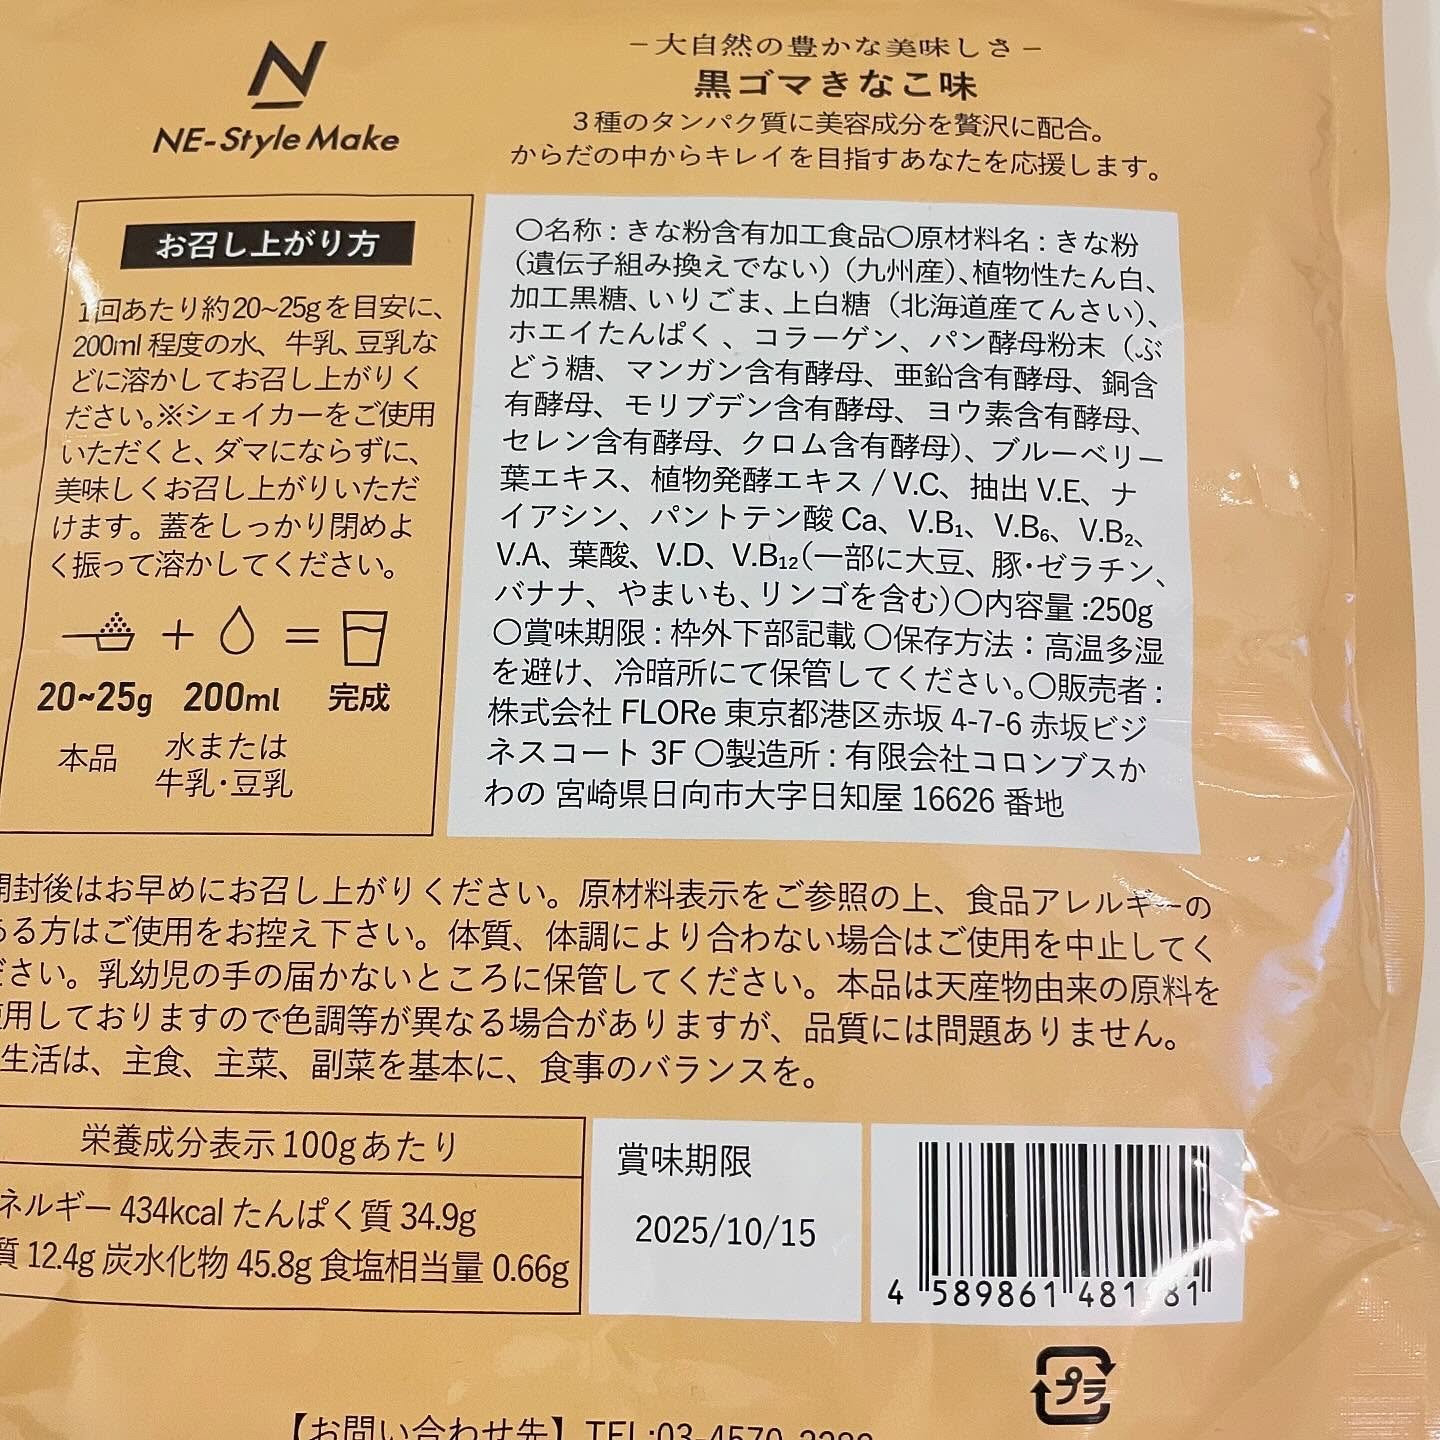 N
NE-Style Make
－大自然の豊かな美味しさ－
黒ゴマきなこ味
３種のタンパク質に美容成分を贅沢に配合。
からだの中からキレイを目指すあなたを応援します。
お召し上がり方
1回あたり約20~25gを目安に、
200ml 程度の水、牛乳、豆乳な
どに溶かしてお召し上がりく
ださい。※シェイカーをご使用
いただくと、ダマにならずに、
美味しくお召し上がりいただ
けます。蓋をしっかり閉めよ
く振って溶かしてください。
+ =
20~25g 200ml 完成
本品 水または
牛乳・豆乳
〇名称 : きな粉含有加工食品〇原材料名 : きな粉
（遺伝子組み換えでない）（九州産）、植物性たん白、
加工黒糖、いりごま、上白糖（北海道産てんさい）、
ホエイたんぱく 、コラーゲン、パン酵母粉末（ぶ
どう糖、マンガン含有酵母、亜鉛含有酵母、銅含
有酵母、モリブデン含有酵母、ヨウ素含有酵母、
セレン含有酵母、クロム含有酵母）、ブルーベリー
葉エキス、植物発酵エキス / V.C、抽出 V.E、ナ
イアシン、パントテン酸 Ca、V.B₁、V.B₆、V.B₂、
V.A、葉酸、V.D、V.B₁₂（一部に大豆、豚・ゼラチン、
バナナ、やまいも、リンゴを含む）〇内容量 :250g
〇賞味期限 : 枠外下部記載 〇保存方法：高温多湿
を避け、冷暗所にて保管してください。〇販売者 :
株式会社 FLORe 東京都港区赤坂 4-7-6 赤坂ビジ
ネスコート 3F 〇製造所 : 有限会社コロンブスか
わの 宮崎県日向市大字日知屋 16626 番地
開封後はお早めにお召し上がりください。原材料表示をご参照の上、食品アレルギーの
ある方はご使用をお控え下さい。体質、体調により合わない場合はご使用を中止してく
ださい。乳幼児の手の届かないところに保管してください。本品は天産物由来の原料を
使用しておりますので色調等が異なる場合がありますが、品質には問題ありません。
生活は、主食、主菜、副菜を基本に、食事のバランスを。
栄養成分表示100gあたり
ネルギー 434kcal たんぱく質 34.9g
質 12.4g 炭水化物 45.8g 食塩相当量 0.66g
賞味期限
2025/10/15
4 589861 481 81
プラ
【お問い合わせ先】TEL:03-4570-